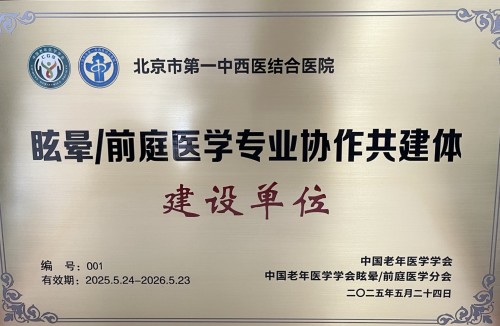 北京市第一中西医结合医院
眩晕/前庭医学专业协作共建体
建设单位
编 号：001
有效期：2025.5.24-2026.5.23
中国老年医学学会
中国老年医学学会眩晕/前庭医学分会
二〇二五年五月二十四日